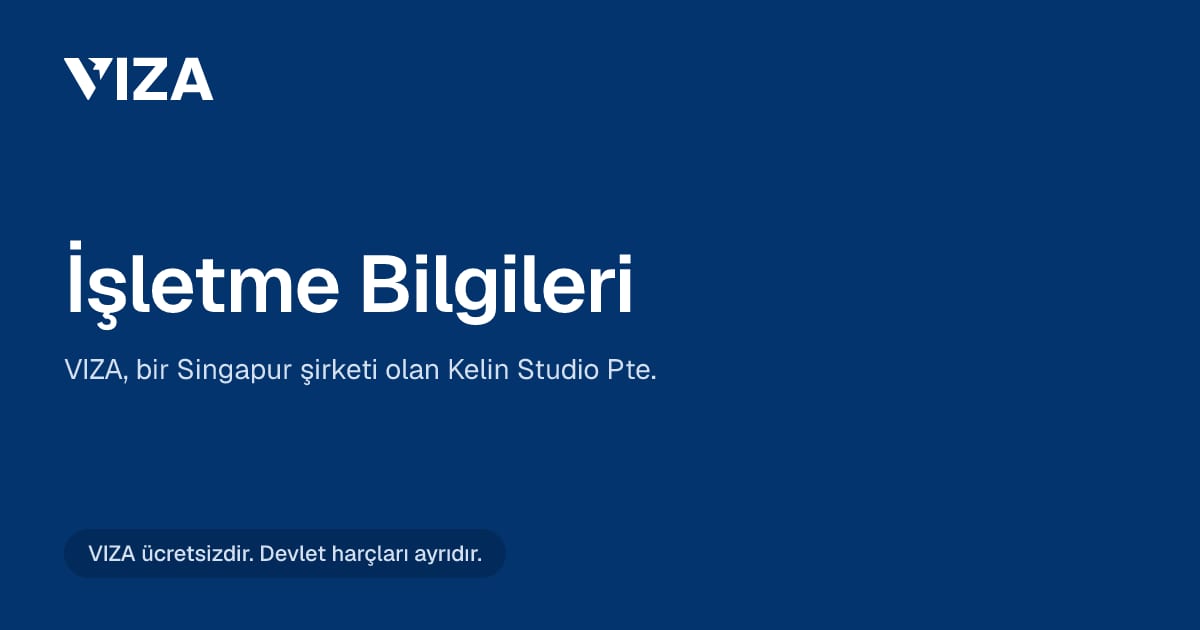 VIZA
İşletme Bilgileri
VIZA, bir Singapur şirketi olan Kelin Studio Pte.
VIZA ücretsizdir. Devlet harçları ayrıdır.